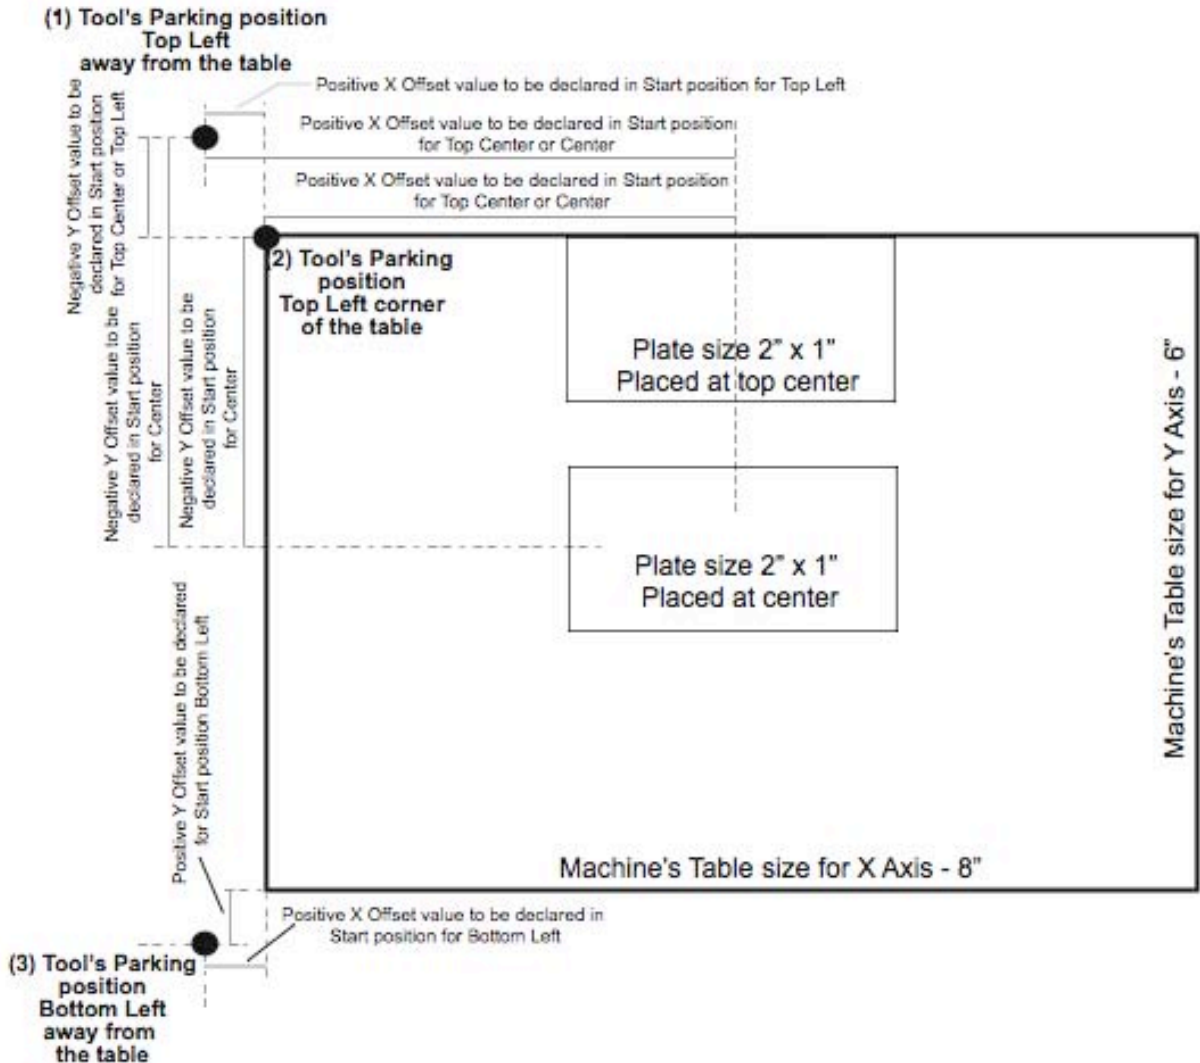 (1) Tool's Parking position
Top Left
away from the table
Positive X Offset value to be declared in Start position for Top Left
Positive X Offset value to be declared in Start position
for Top Center or Center
Positive X Offset value to be declared in Start position
for Top Center or Center
Negative Y Offset value to be
declared in Start position
for Top Center or Top Left
(2) Tool's Parking
position
Top Left corner
of the table
Negative Y Offset value to be
declared in Start position
for Center
Negative Y Offset value to be
declared in Start position
for Center
Plate size 2” x 1”
Placed at top center
Plate size 2” x 1”
Placed at center
Machine's Table size for Y Axis - 6”
Positive Y Offset value to be declared
for Start position Bottom Left
Machine's Table size for X Axis - 8”
Positive X Offset value to be declared in
Start position for Bottom Left
(3) Tool's Parking
position
Bottom Left
away from
the table